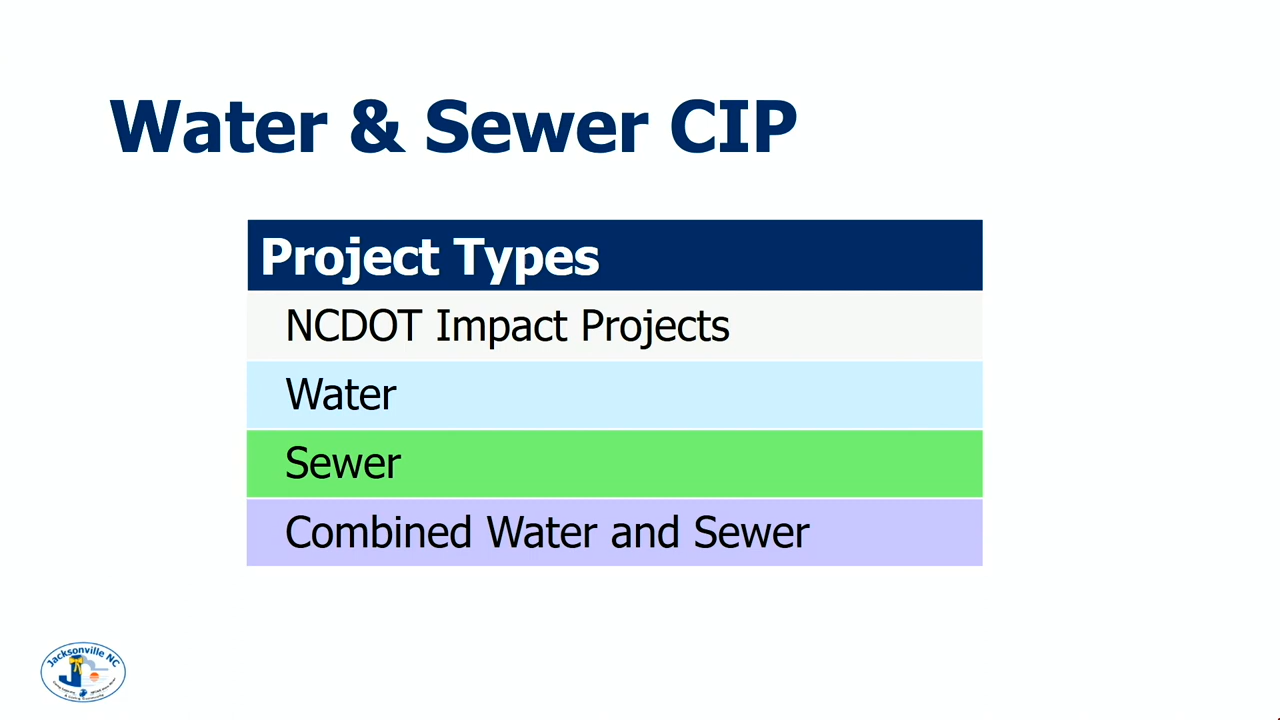 Water & Sewer CIP
Project Types
NCDOT Impact Projects
Water
Sewer
Combined Water and Sewer
Jacksonville NC